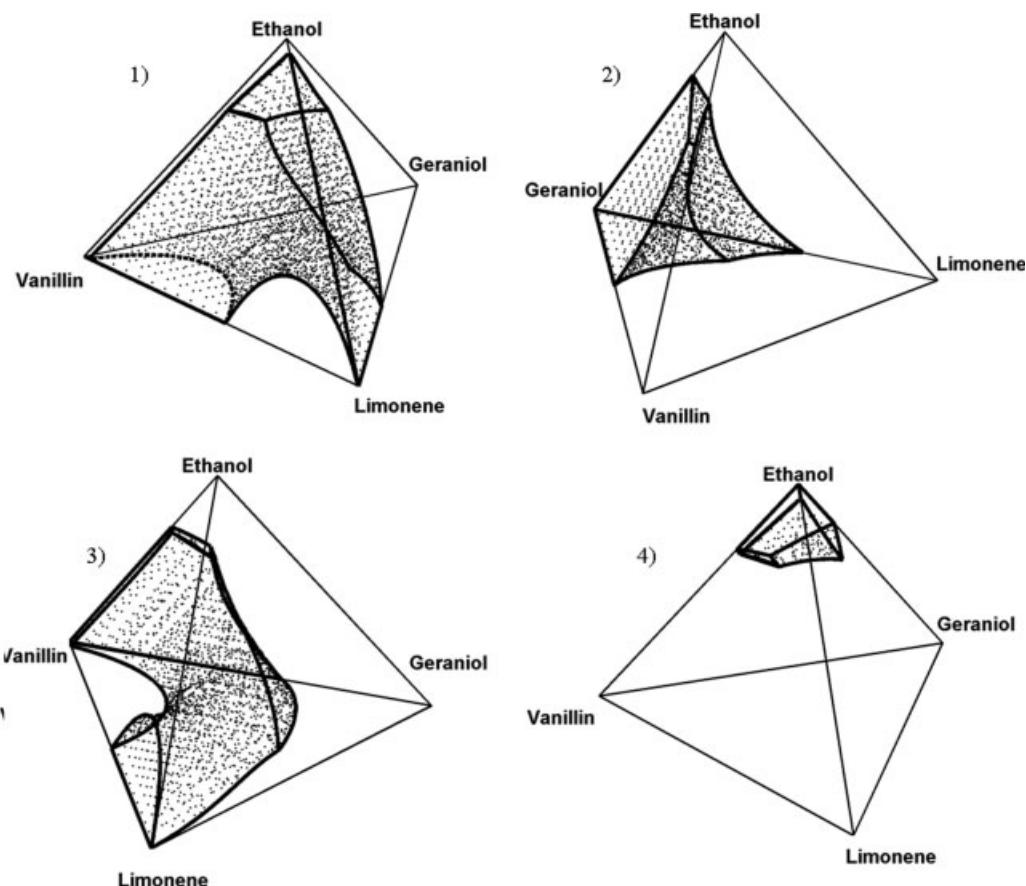 Ethanol
1)
Geraniol
Vanillin
Limonene
Ethanol
2)
Geraniol
Limonene
Vanillin
Ethanol
3)
Vanillin
Geraniol
Limonene
Ethanol
4)
Geraniol
Vanillin
Limonene